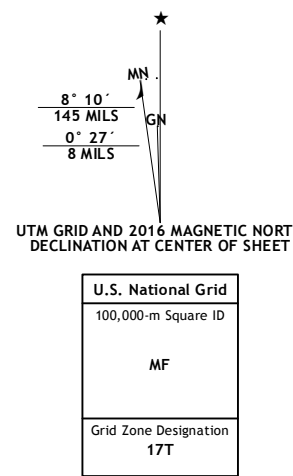 ★
MN
8° 10´
145 MILS
GN
0° 27´
8 MILS
UTM GRID AND 2016 MAGNETIC NORT
DECLINATION AT CENTER OF SHEET
U.S. National Grid
100,000-m Square ID
MF
Grid Zone Designation
17T